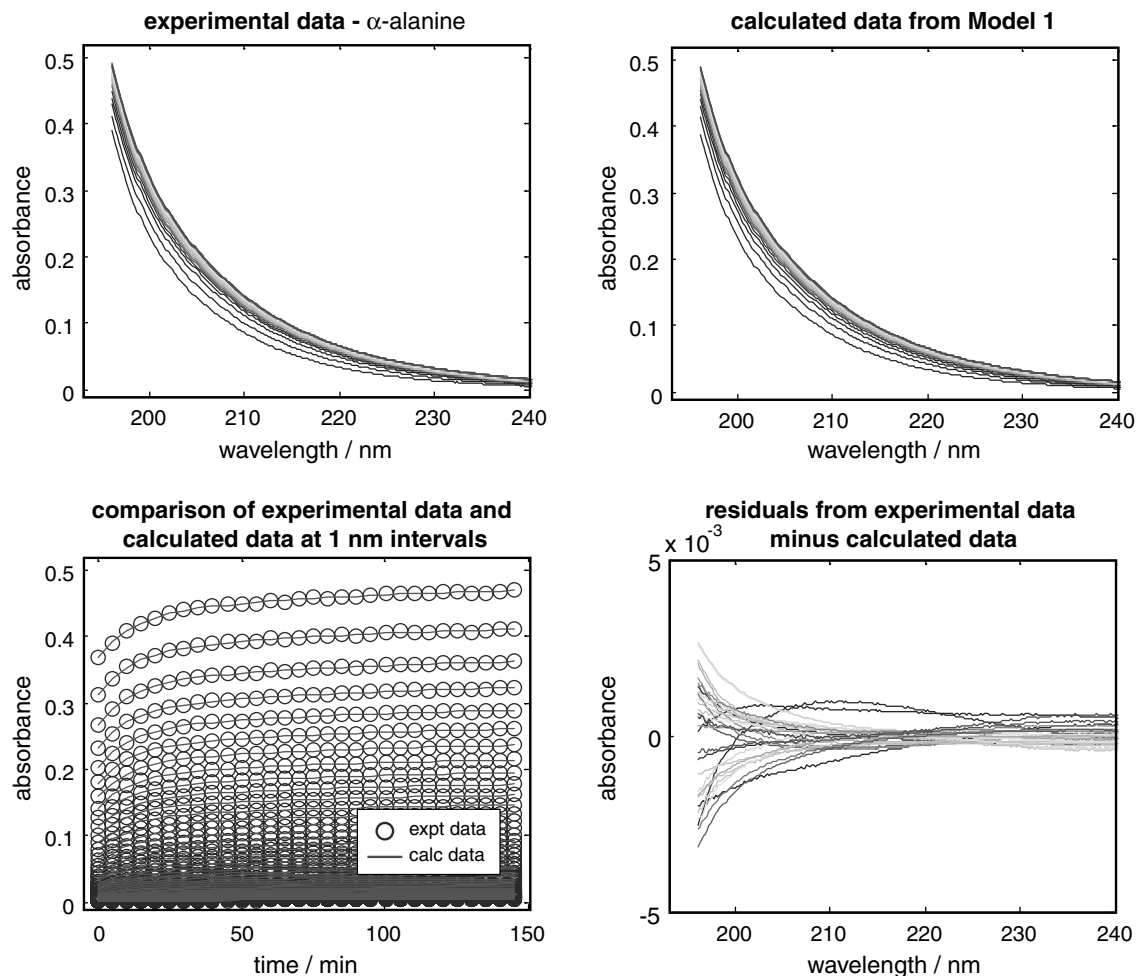 experimental data - α-alanine
0.5
0.4
0.3
0.2
0.1
0
absorbance
200 210 220 230 240
wavelength / nm
calculated data from Model 1
0.5
0.4
0.3
0.2
0.1
0
absorbance
200 210 220 230 240
wavelength / nm
comparison of experimental data and
calculated data at 1 nm intervals
0.5
0.4
0.3
0.2
0.1
0
absorbance
expt data
calc data
0 50 100 150
time / min
residuals from experimental data
minus calculated data
x 10⁻³
5
0
-5
absorbance
200 210 220 230 240
wavelength / nm